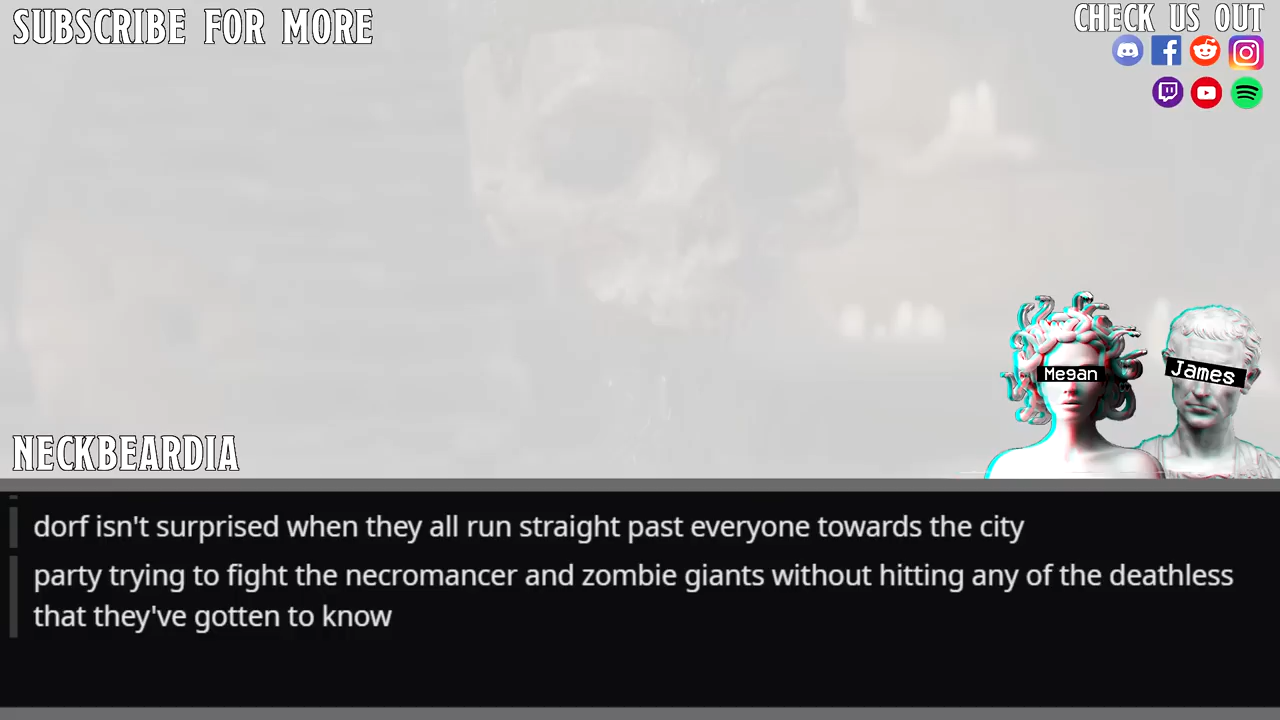 SUBSCRIBE FOR MORE
CHECK US OUT
Megan
James
NECKBEARDIA
dorf isn't surprised when they all run straight past everyone towards the city
party trying to fight the necromancer and zombie giants without hitting any of the deathless
that they've gotten to know